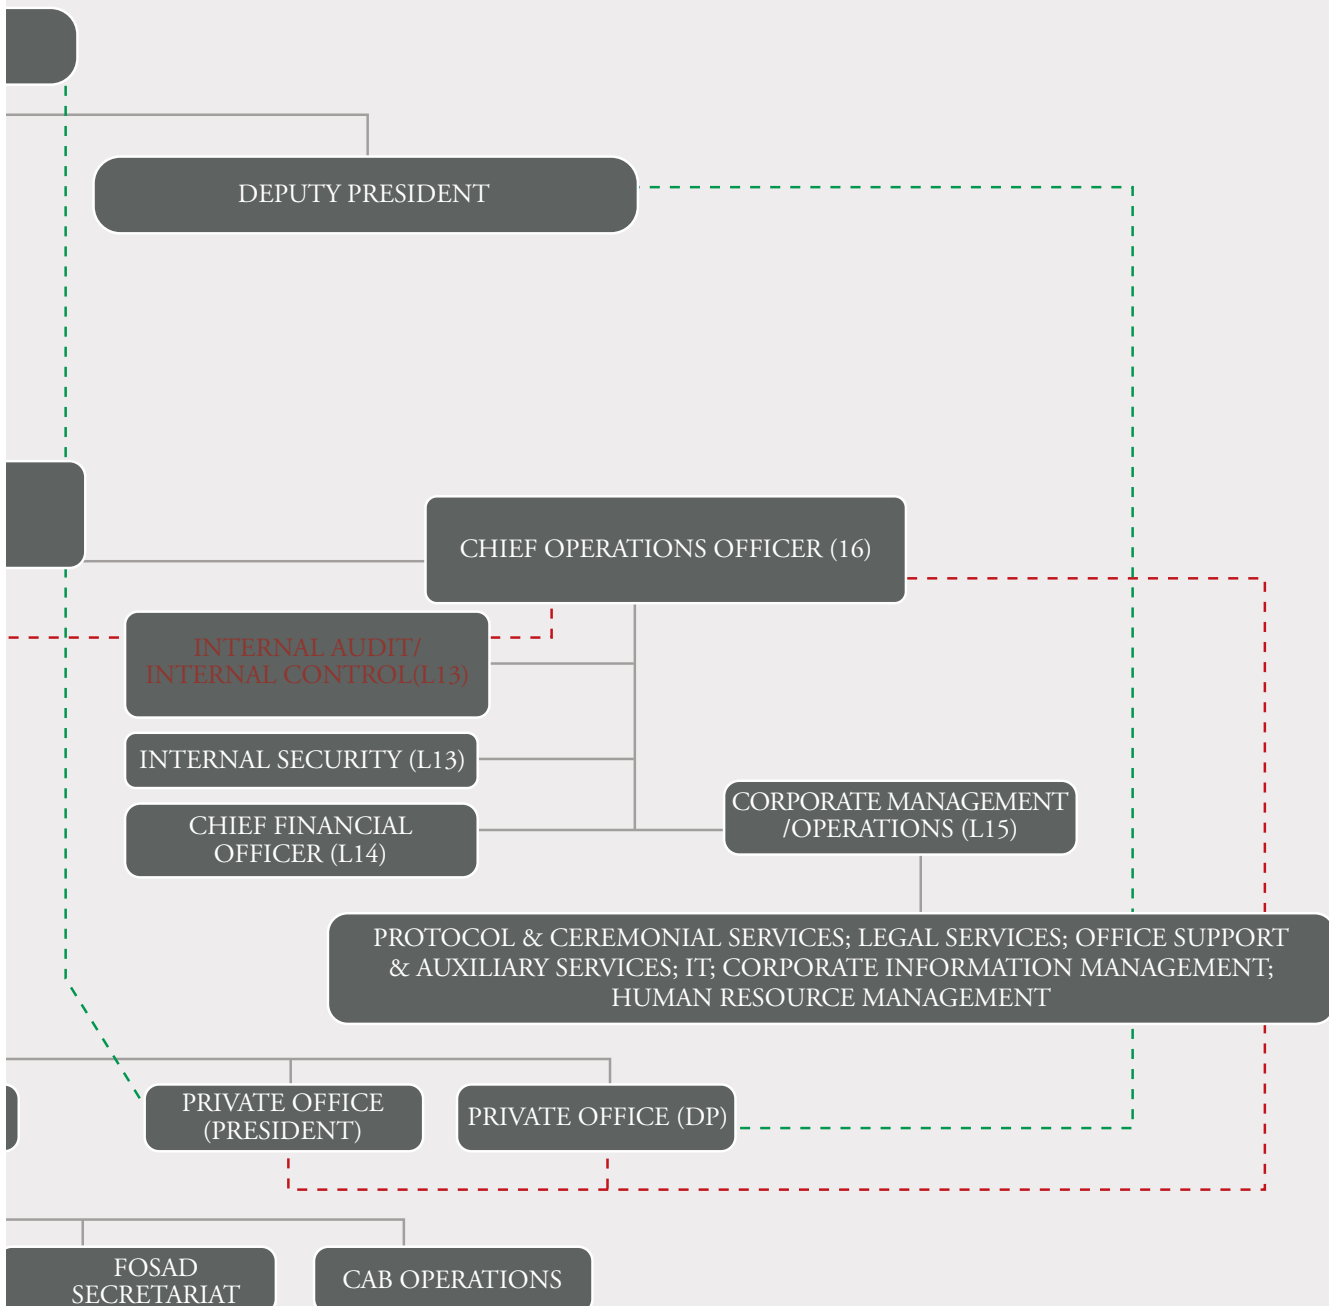 DEPUTY PRESIDENT
CHIEF OPERATIONS OFFICER (16)
INTERNAL AUDIT/
INTERNAL CONTROL(L13)
INTERNAL SECURITY (L13)
CHIEF FINANCIAL
OFFICER (L14)
CORPORATE MANAGEMENT
/OPERATIONS (L15)
PROTOCOL & CEREMONIAL SERVICES; LEGAL SERVICES; OFFICE SUPPORT
& AUXILIARY SERVICES; IT; CORPORATE INFORMATION MANAGEMENT;
HUMAN RESOURCE MANAGEMENT
PRIVATE OFFICE
(PRESIDENT)
PRIVATE OFFICE (DP)
FOSAD
SECRETARIAT
CAB OPERATIONS